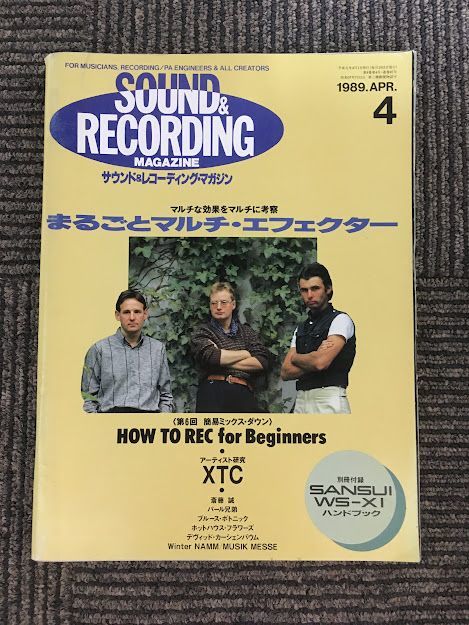 FOR MUSICIANS, RECORDING/PA ENGINEERS & ALL CREATORS
1989.APR.
4
SOUND &
RECORDING
MAGAZINE
サウンド&レコーディング・マガジン
マルチな効果をマルチに考察
まるごとマルチ・エフェクター
〈第6回 簡易ミックス・ダウン〉
HOW TO REC for Beginners
•
アーティスト研究
XTC
•
斎藤 誠
パール兄弟
ブルース・ボトニック
ホットハウス・フラワーズ
デヴィッド・カーシェンバウム
Winter NAMM/MUSIK MESSE
別冊付録
SANSUI
WS-X1
ハンドブック